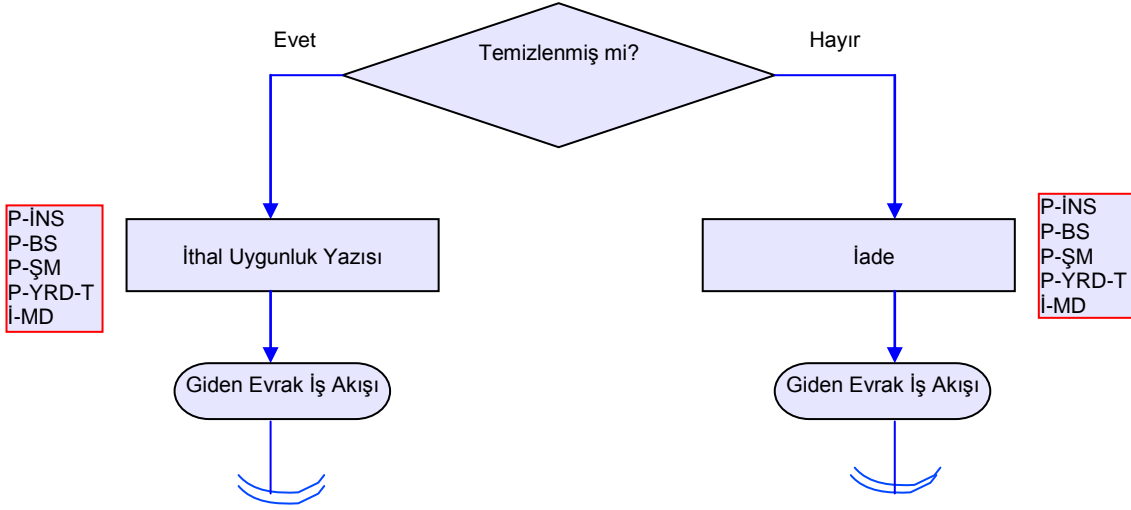 Temizlenmiş mi?
Evet
Hayır
P-İNS
P-BS
P-ŞM
P-YRD-T
İ-MD
İthal Uygunluk Yazısı
İade
P-İNS
P-BS
P-ŞM
P-YRD-T
İ-MD
Giden Evrak İş Akışı
Giden Evrak İş Akışı